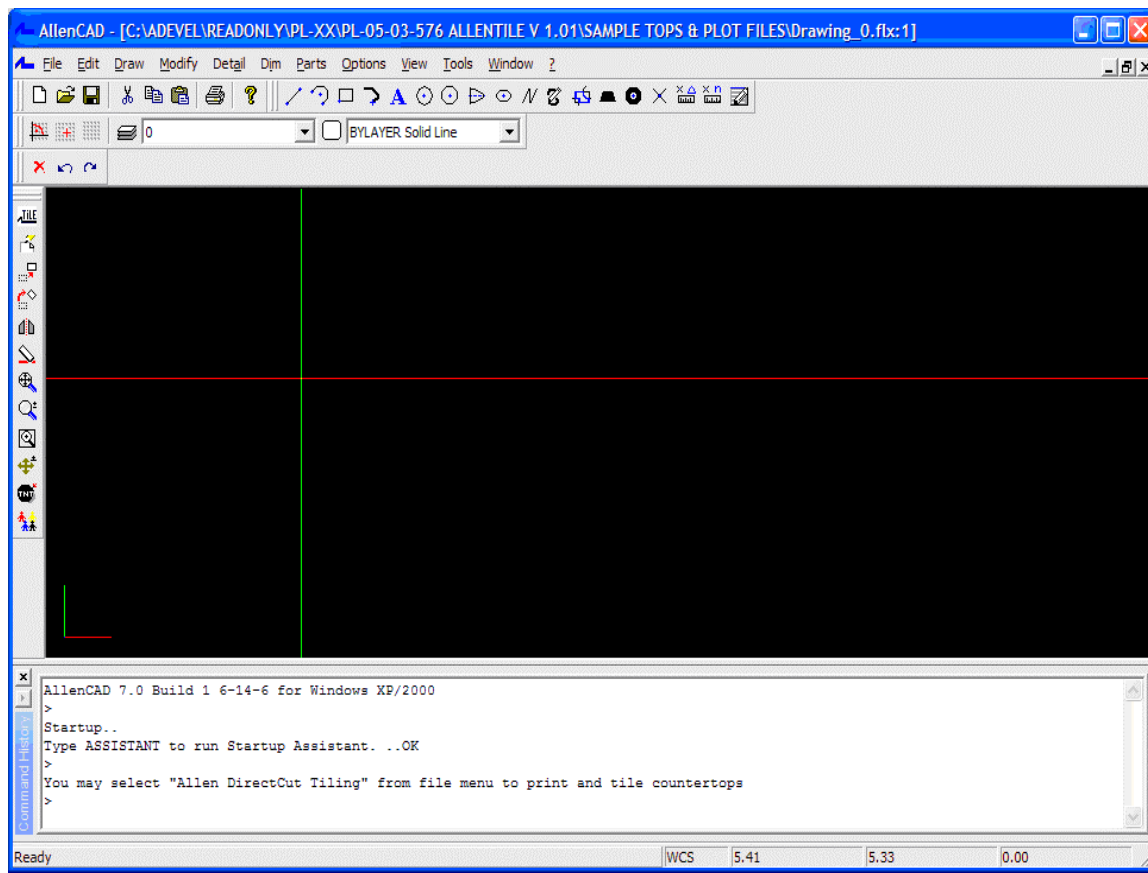 AllenCAD - [C:\ADEVEL\READONLY\PL-XX\PL-05-03-576 ALLENTILE V 1.01\SAMPLE TOPS & PLOT FILES\Drawing_0.flx:1]
File Edit Draw Modify Detail Dim Parts Options View Tools Window ?
0 BYLAYER Solid Line
TILE
TNT
AllenCAD 7.0 Build 1 6-14-6 for Windows XP/2000
>
Startup..
Type ASSISTANT to run Startup Assistant. ..OK
>
You may select "Allen DirectCut Tiling" from file menu to print and tile countertops
>
Command History
Ready WCS 5.41 5.33 0.00